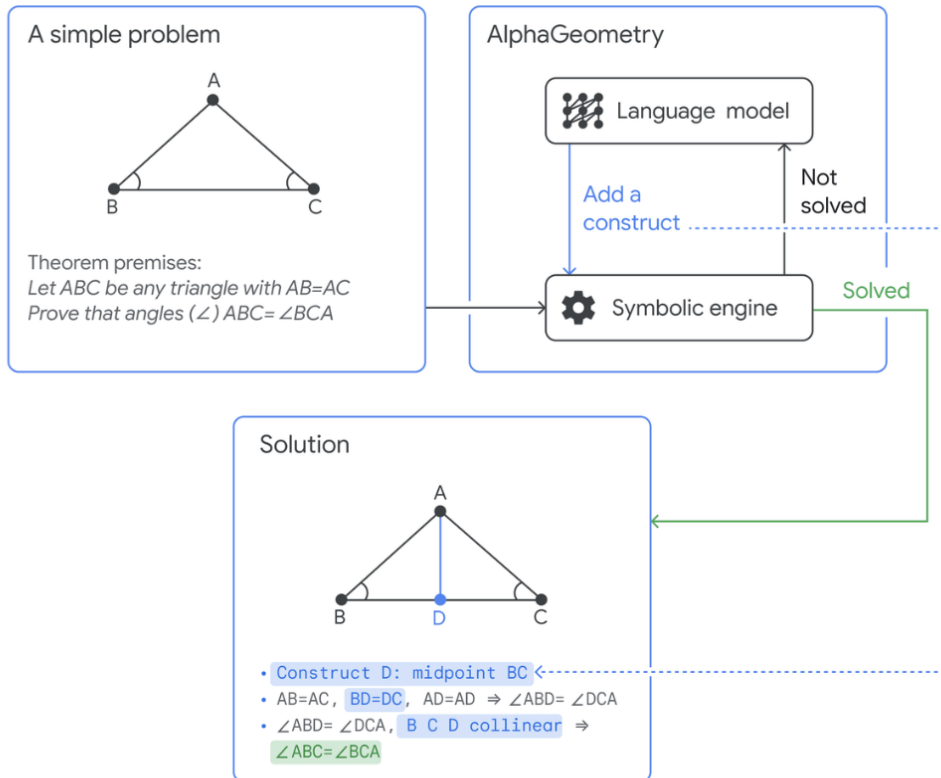 A simple problem
A
B
C
Theorem premises:
Let ABC be any triangle with AB=AC
Prove that angles (∠) ABC= ∠BCA
AlphaGeometry
Language model
Add a
construct
Not
solved
Symbolic engine
Solved
Solution
A
B
D
C
• Construct D: midpoint BC
• AB=AC, BD=DC, AD=AD ⇒ ∠ABD= ∠DCA
• ∠ABD= ∠DCA, B C D collinear ⇒
∠ABC=∠BCA